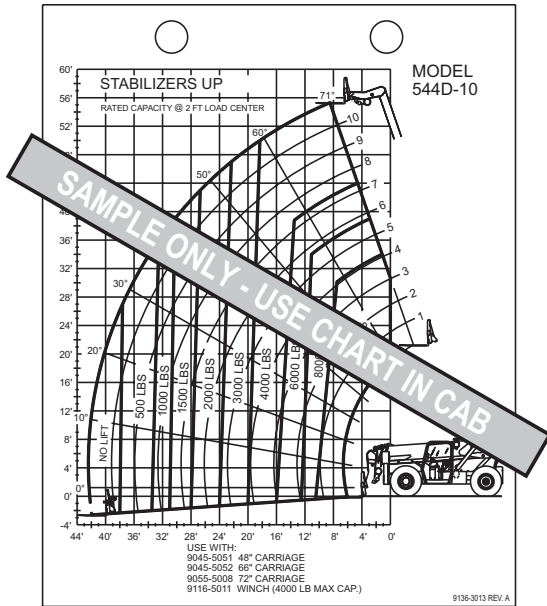 STABILIZERS UP
RATED CAPACITY @ 2 FT LOAD CENTER
MODEL
544D-10
60'
56'
52'
36'
32'
28'
24'
20'
16'
12'
8'
4'
0'
-4'
44'
40'
36'
32'
28'
24'
20'
16'
12'
8'
4'
0'
71°
60°
50°
30°
20°
10°
0°
10
9
8
7
6
5
4
3
2
1
NO LIFT
500 LBS
1000 LBS
1500 LBS
2000 LBS
3000 LBS
4000 LBS
6000 LBS
SAMPLE ONLY - USE CHART IN CAB
USE WITH:
9045-5051 48" CARRIAGE
9045-5052 66" CARRIAGE
9055-5008 72" CARRIAGE
9116-5011 WINCH (4000 LB MAX CAP.)
9136-3013 REV. A